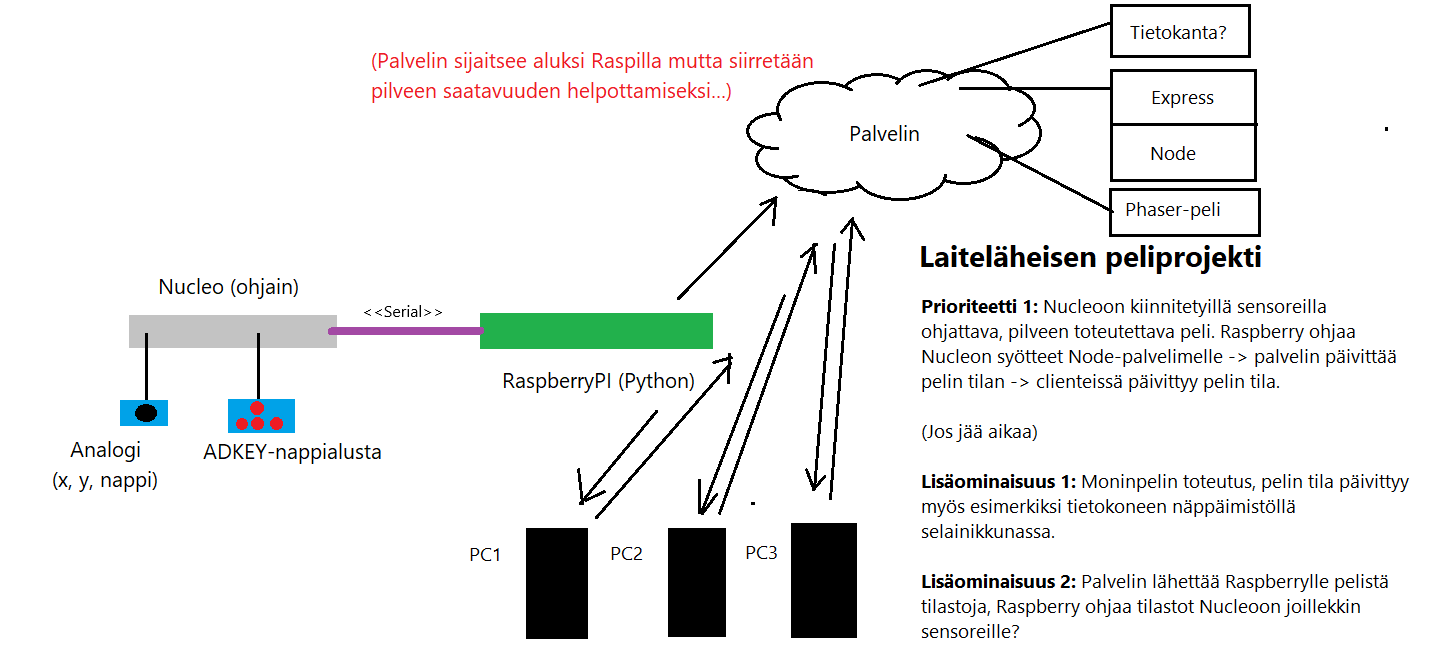 (Palvelin sijaitsee aluksi Raspilla mutta siirretään
pilveen saatavuuden helpottamiseksi...)
Tietokanta?
Express
Palvelin
Node
Phaser-peli
Nucleo (ohjain)
<<Serial>>
RaspberryPI (Python)
Analogi
(x, y, nappi)
ADKEY-nappialusta
PC1
PC2
PC3
Laiteläheisen peliprojekti
Prioriteetti 1: Nucleoon kiinnitetyillä sensoreilla
ohjattava, pilveen toteutettava peli. Raspberry ohjaa
Nucleon syötteet Node-palvelimelle -> palvelin päivittää
pelin tilan -> clienteissä päivittyy pelin tila.
(Jos jää aikaa)
Lisäominaisuus 1: Moninpelin toteutus, pelin tila päivittyy
myös esimerkiksi tietokoneen näppäimistöllä
selainikkunassa.
Lisäominaisuus 2: Palvelin lähettää Raspberrylle pelistä
tilastoja, Raspberry ohjaa tilastot Nucleoon joillekkin
sensoreille?